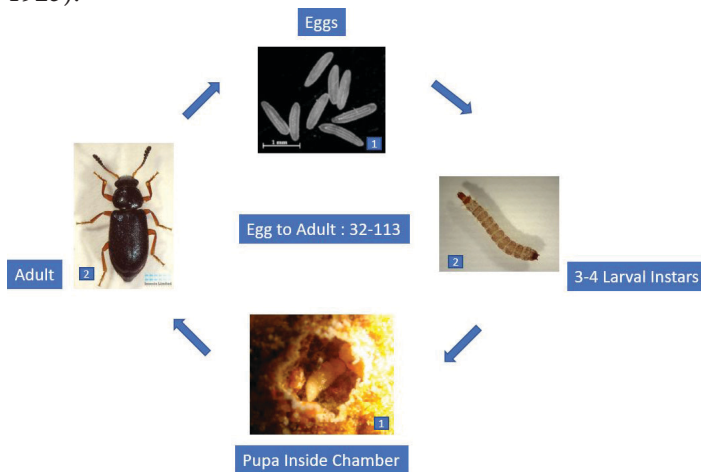 Eggs
1 mm
1
Egg to Adult : 32-113
2
2
Adult
3-4 Larval Instars
1
Pupa Inside Chamber